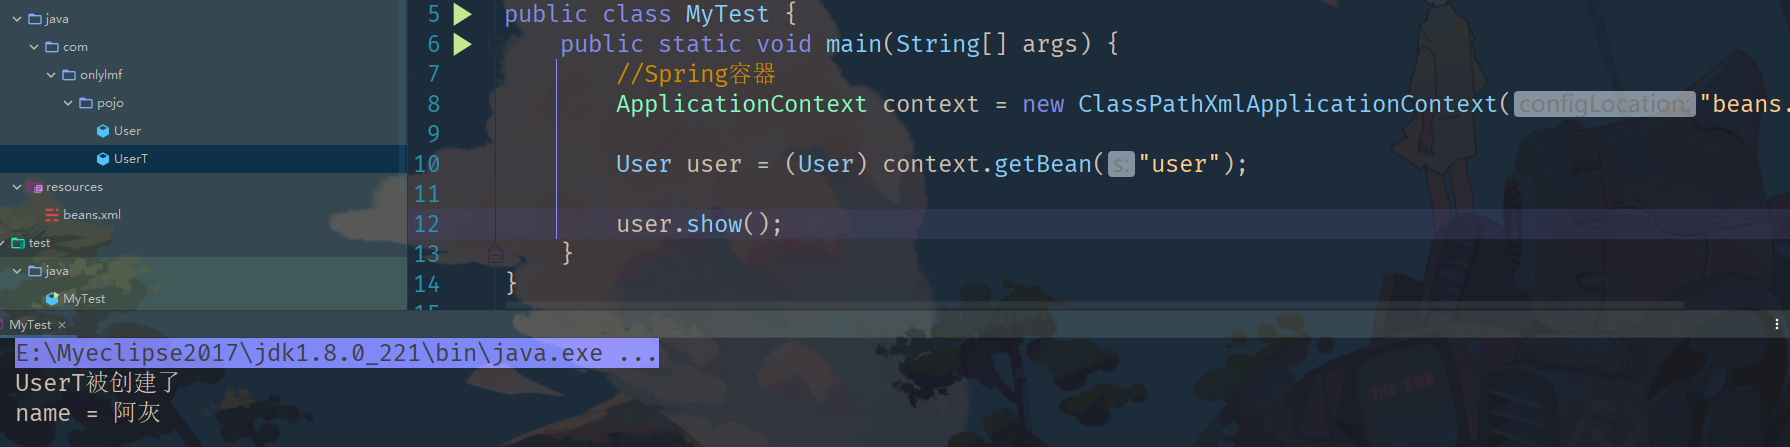 java
com
onlylmf
pojo
User
UserT
resources
beans.xml
test
java
MyTest
5 public class MyTest {
6 public static void main(String[] args) {
7 //Spring容器
8 ApplicationContext context = new ClassPathXmlApplicationContext( configLocation: "beans.
9
10 User user = (User) context.getBean( s: "user");
11
12 user.show();
13 }
14 }
15
MyTest ×
E:\Myeclipse2017\jdk1.8.0_221\bin\java.exe ...
UserT被创建了
name = 阿灰
THE END